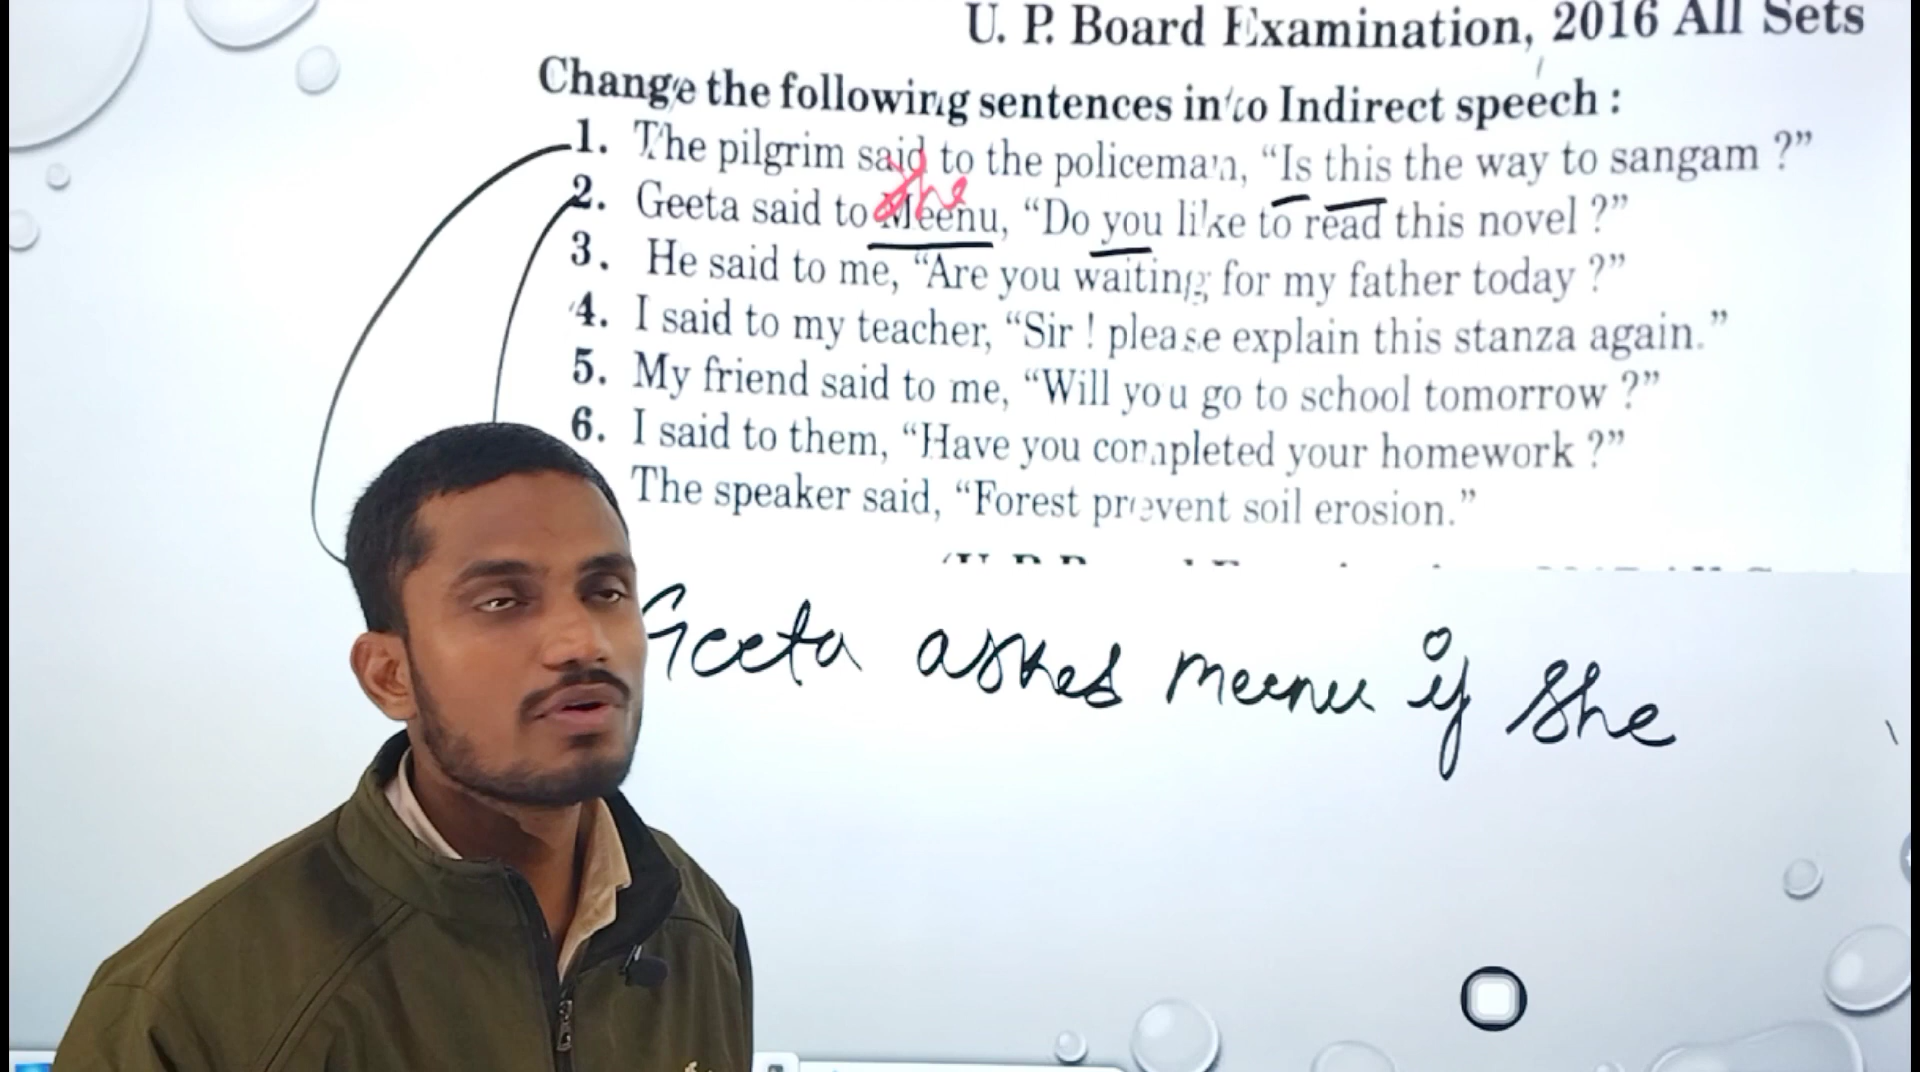 U. P. Board Examination, 2016 All Sets
Change the following sentences into Indirect speech :
1. The pilgrim said to the policeman, “Is this the way to sangam ?”
she
2. Geeta said to Meenu, “Do you like to read this novel ?”
3. He said to me, “Are you waiting for my father today ?”
4. I said to my teacher, “Sir ! please explain this stanza again.”
5. My friend said to me, “Will you go to school tomorrow ?”
6. I said to them, “Have you completed your homework ?”
The speaker said, “Forest prevent soil erosion.”
Geeta asked meenu if she